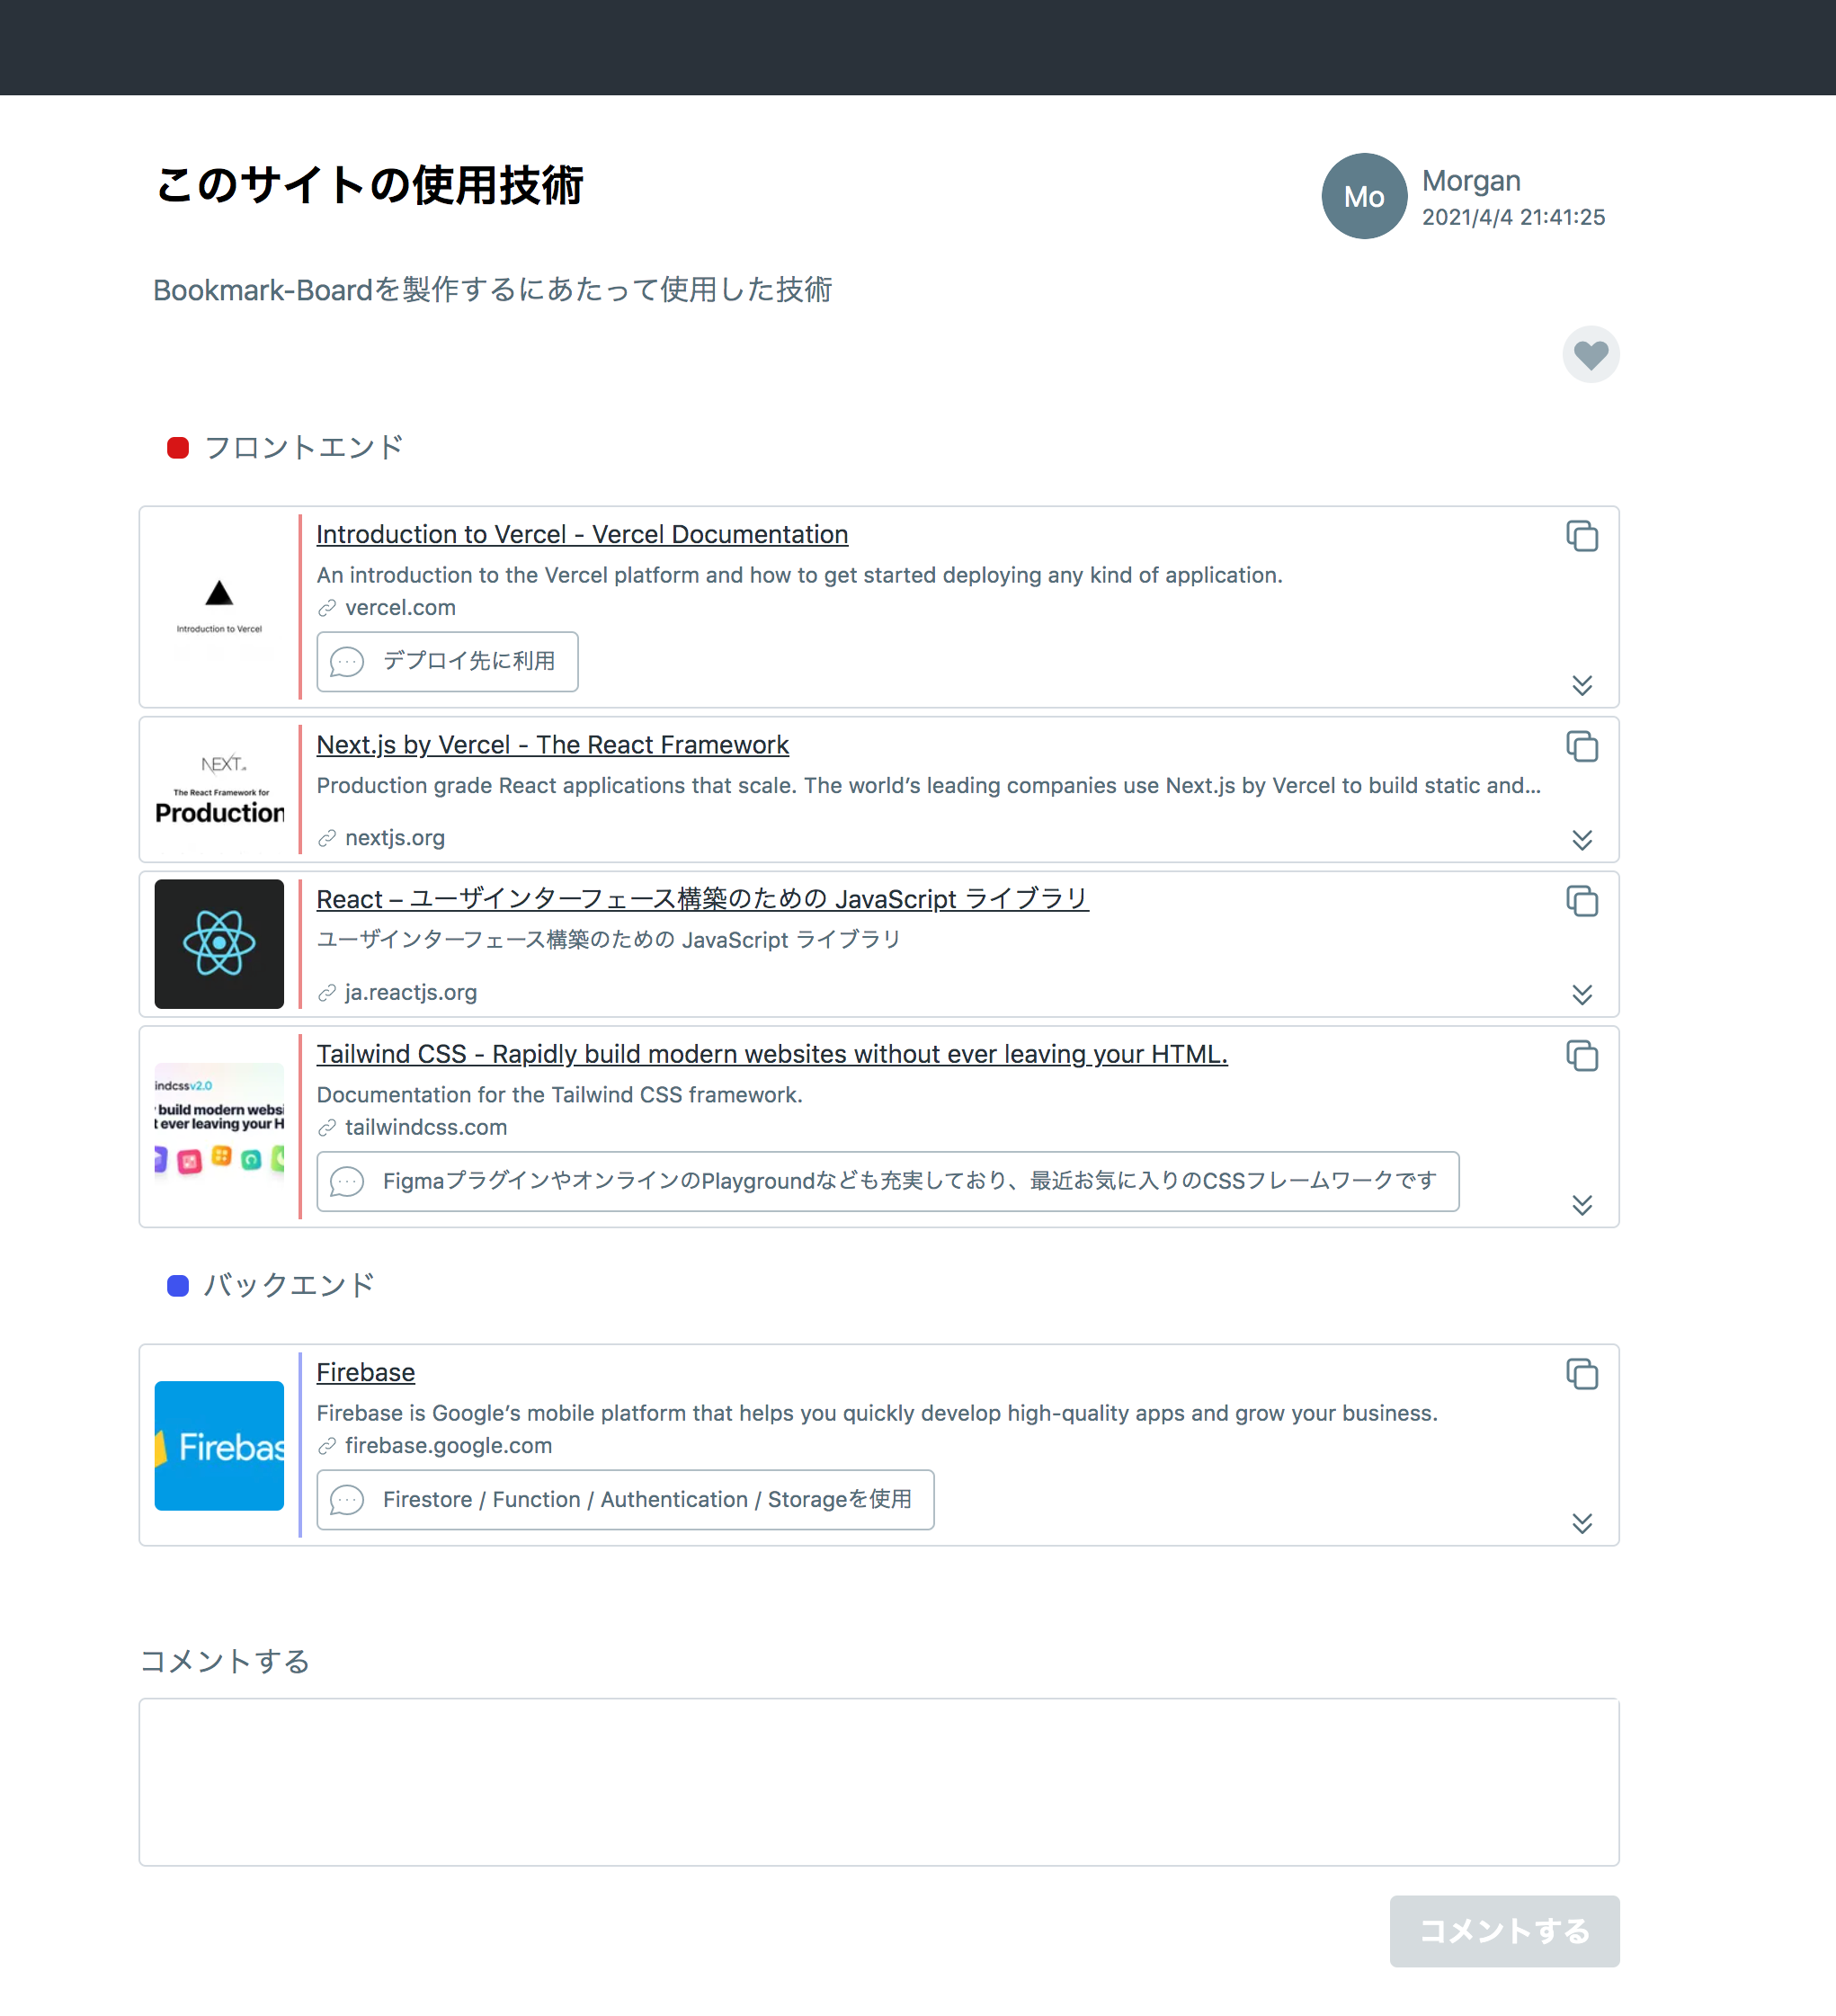 このサイトの使用技術
Mo
Morgan
2021/4/4 21:41:25
Bookmark-Boardを製作するにあたって使用した技術
フロントエンド
Introduction to Vercel
Introduction to Vercel - Vercel Documentation
An introduction to the Vercel platform and how to get started deploying any kind of application.
vercel.com
デプロイ先に利用
NEXT.
The React Framework for
Production
Next.js by Vercel - The React Framework
Production grade React applications that scale. The world’s leading companies use Next.js by Vercel to build static and...
nextjs.org
React – ユーザインターフェース構築のための JavaScript ライブラリ
ユーザインターフェース構築のための JavaScript ライブラリ
ja.reactjs.org
indcssv2.0
build modern websi
t ever leaving your H
Tailwind CSS - Rapidly build modern websites without ever leaving your HTML.
Documentation for the Tailwind CSS framework.
tailwindcss.com
FigmaプラグインやオンラインのPlaygroundなども充実しており、最近お気に入りのCSSフレームワークです
バックエンド
Firebas
Firebase
Firebase is Google’s mobile platform that helps you quickly develop high-quality apps and grow your business.
firebase.google.com
Firestore / Function / Authentication / Storageを使用
コメントする
コメントする